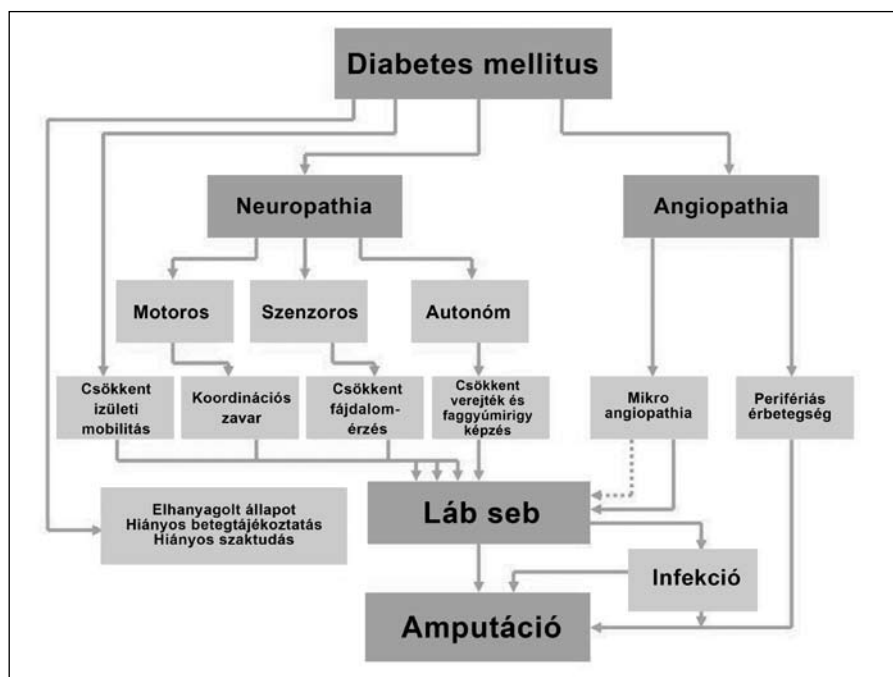 Diabetes mellitus
Neuropathia
Angiopathia
Motoros
Szenzoros
Autonóm
Csökkent
izületi
mobilitás
Koordinációs
zavar
Csökkent
fájdalom-
érzés
Csökkent
verejték és
faggyúmirigy
képzés
Mikro
angiopathia
Perifériás
érbetegség
Elhanyagolt állapot
Hiányos betegtájékoztatás
Hiányos szaktudás
Láb seb
Infekció
Amputáció